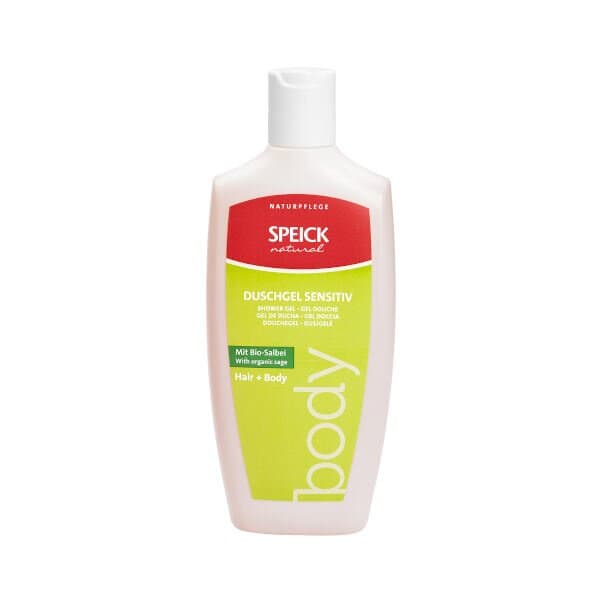 NATURPFLEGE
SPEICK
natural
DUSCHGEL SENSITIV
SHOWER GEL • GEL DOUCHE
GEL DE DUCHA • GEL DOCCIA
DOUCHEGEL • DUSJGELÉ
Mit Bio-Salbei
With organic sage
Hair + Body
body